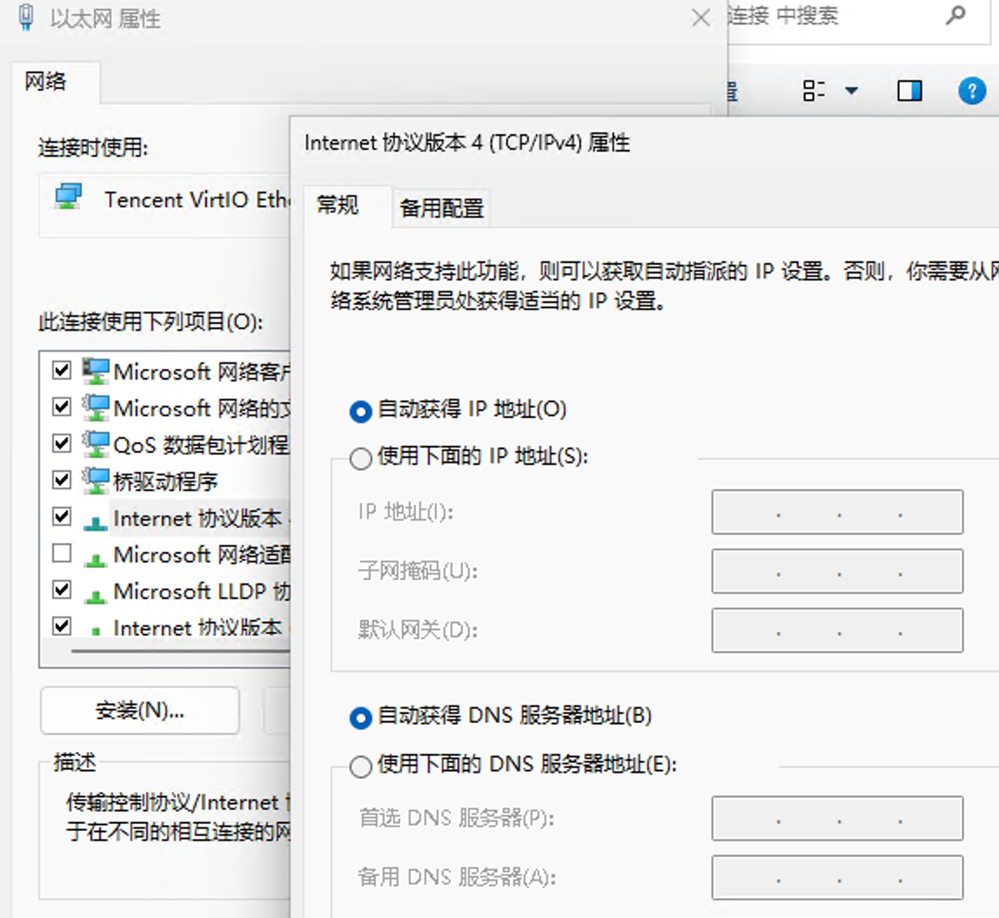 以太网 属性
连接 中搜索
网络
连接时使用:
Tencent VirtIO
此连接使用下列项目(O):
Microsoft 网络客户
Microsoft 网络的文
QoS 数据包计划程
桥驱动程序
Internet 协议版本
Microsoft 网络适配
Microsoft LLDP 协
Internet 协议版本
安装(N)...
描述
传输控制协议/Internet
于在不同的相互连接的网
Internet 协议版本 4 (TCP/IPv4) 属性
常规
备用配置
如果网络支持此功能，则可以获取自动指派的 IP 设置。否则，你需要从网
络系统管理员处获得适当的 IP 设置。
自动获得 IP 地址(O)
使用下面的 IP 地址(S):
IP 地址(I):
子网掩码(U):
默认网关(D):
自动获得 DNS 服务器地址(B)
使用下面的 DNS 服务器地址(E):
首选 DNS 服务器(P):
备用 DNS 服务器(A):